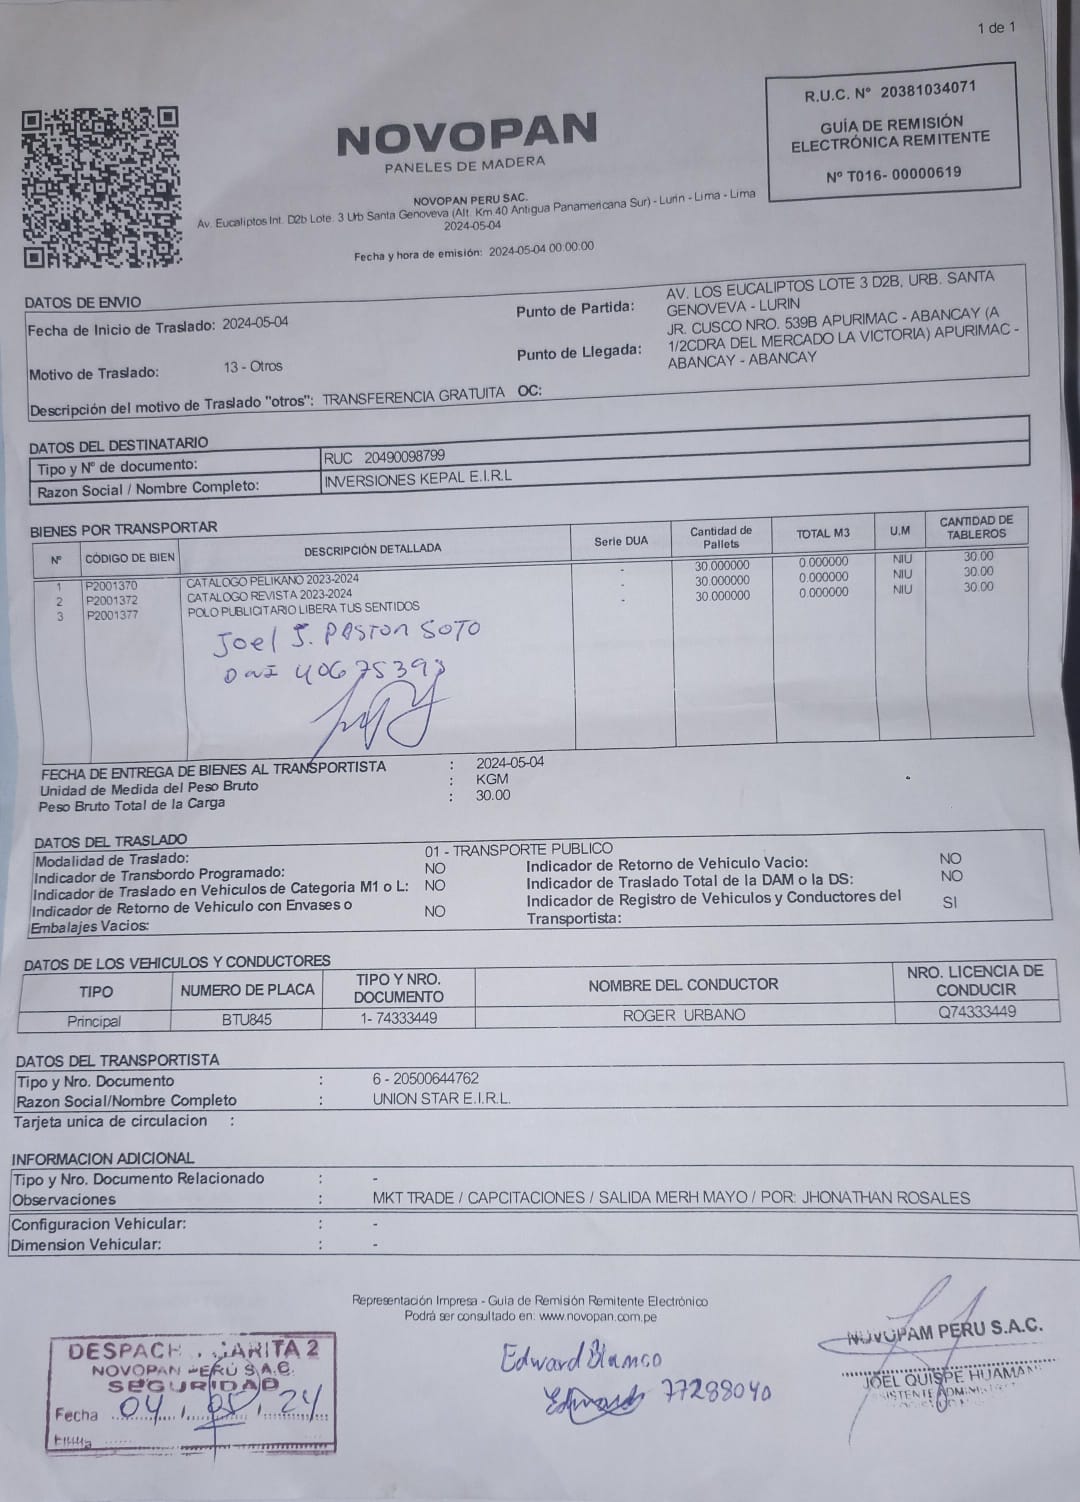 1 de 1
R.U.C. Nº 20381034071
GUÍA DE REMISIÓN
ELECTRÓNICA REMITENTE
Nº T016- 00000619
NOVOPAN
PANELES DE MADERA
NOVOPAN PERU SAC.
Av. Eucaliptos Int. D2b Lote. 3 Urb Santa Genoveva (Alt. Km.40 Antigua Panamericana Sur) - Lurin - Lima - Lima
2024-05-04
Fecha y hora de emisión: 2024-05-04 00:00:00
DATOS DE ENVIO
Fecha de Inicio de Traslado: 2024-05-04
Punto de Partida: AV. LOS EUCALIPTOS LOTE 3 D2B, URB. SANTA
GENOVEVA - LURIN
Motivo de Traslado: 13 - Otros
Punto de Llegada: JR. CUSCO NRO. 539B APURIMAC - ABANCAY (A
1/2CDRA DEL MERCADO LA VICTORIA) APURIMAC -
ABANCAY - ABANCAY
Descripción del motivo de Traslado "otros": TRANSFERENCIA GRATUITA OC:
DATOS DEL DESTINATARIO
Tipo y Nº de documento: RUC 20490098799
Razon Social / Nombre Completo: INVERSIONES KEPAL E.I.R.L
BIENES POR TRANSPORTAR
Nº CÓDIGO DE BIEN DESCRIPCIÓN DETALLADA Serie DUA Cantidad de Pallets TOTAL M3 U.M CANTIDAD DE TABLEROS
1 P2001370 CATALOGO PELIKANO 2023-2024 - 30.000000 0.000000 NIU 30.00
2 P2001372 CATALOGO REVISTA 2023-2024 - 30.000000 0.000000 NIU 30.00
3 P2001377 POLO PUBLICITARIO LIBERA TUS SENTIDOS - 30.000000 0.000000 NIU 30.00
Joel J. PASTOR SOTO
DNI 40675393
FECHA DE ENTREGA DE BIENES AL TRANSPORTISTA : 2024-05-04
Unidad de Medida del Peso Bruto : KGM
Peso Bruto Total de la Carga : 30.00
DATOS DEL TRASLADO
Modalidad de Traslado: 01 - TRANSPORTE PUBLICO
Indicador de Transbordo Programado: NO Indicador de Retorno de Vehiculo Vacio: NO
Indicador de Traslado en Vehiculos de Categoria M1 o L: NO Indicador de Traslado Total de la DAM o la DS: NO
Indicador de Retorno de Vehiculo con Envases o NO Indicador de Registro de Vehiculos y Conductores del SI
Embalajes Vacios: Transportista:
DATOS DE LOS VEHICULOS Y CONDUCTORES
TIPO NUMERO DE PLACA TIPO Y NRO. DOCUMENTO NOMBRE DEL CONDUCTOR NRO. LICENCIA DE CONDUCIR
Principal BTU845 1- 74333449 ROGER URBANO Q74333449
DATOS DEL TRANSPORTISTA
Tipo y Nro. Documento : 6 - 20500644762
Razon Social/Nombre Completo : UNION STAR E.I.R.L.
Tarjeta unica de circulacion :
INFORMACION ADICIONAL
Tipo y Nro. Documento Relacionado : -
Observaciones : MKT TRADE / CAPCITACIONES / SALIDA MERH MAYO / POR: JHONATHAN ROSALES
Configuracion Vehicular: : -
Dimension Vehicular: : -
Representación Impresa - Guia de Remisión Remitente Electrónico
Podrá ser consultado en: www.novopan.com.pe
DESPACH GARITA 2
NOVOPAN PERU S.A.C.
SEGURIDAD
Fecha 04 , 05 , 24
Edward Blanco
77288040
NOVOPAM PERU S.A.C.
JOEL QUISPE HUAMAN